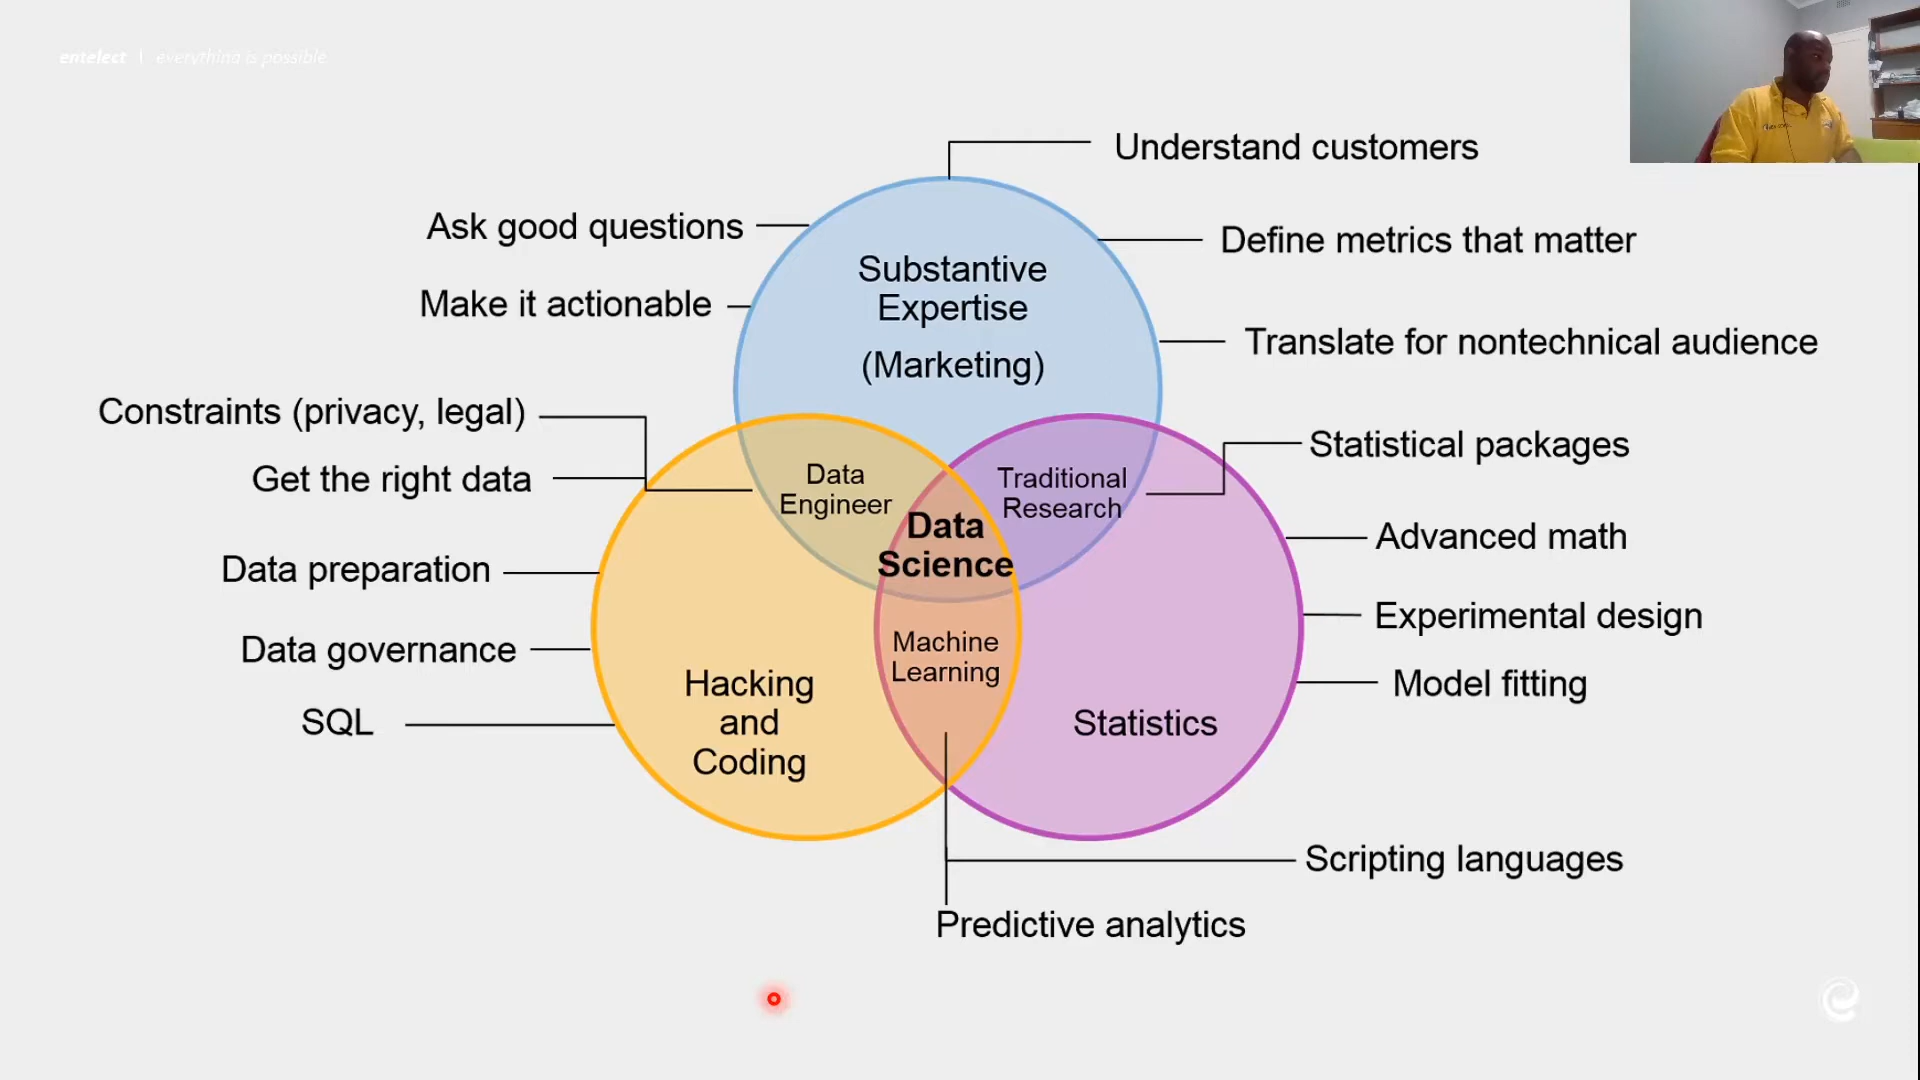 entelect | everything is possible
Understand customers
Ask good questions
Define metrics that matter
Substantive
Expertise
(Marketing)
Make it actionable
Translate for nontechnical audience
Constraints (privacy, legal)
Statistical packages
Get the right data
Data
Engineer
Traditional
Research
Data
Science
Advanced math
Data preparation
Experimental design
Data governance
Machine
Learning
Hacking
and
Coding
Model fitting
SQL
Statistics
Scripting languages
Predictive analytics